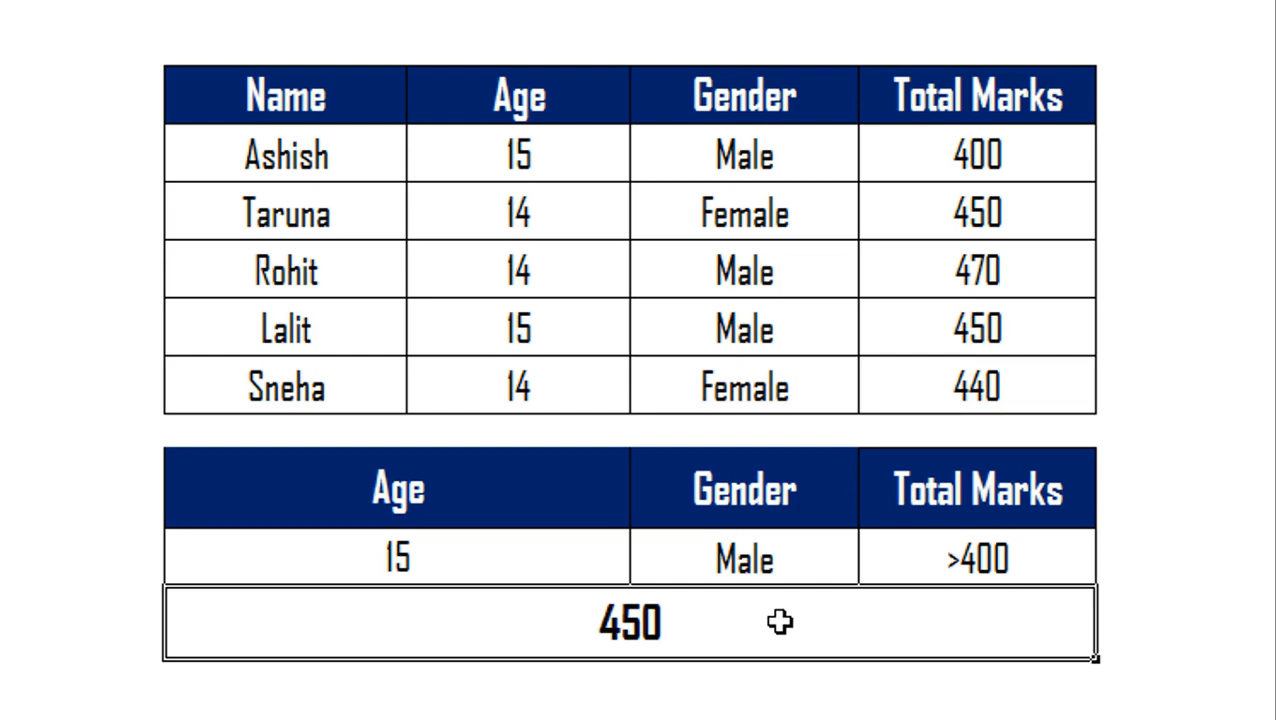 Name Age Gender Total Marks
Ashish 15 Male 400
Taruna 14 Female 450
Rohit 14 Male 470
Lalit 15 Male 450
Sneha 14 Female 440
Age Gender Total Marks
15 Male >400
450